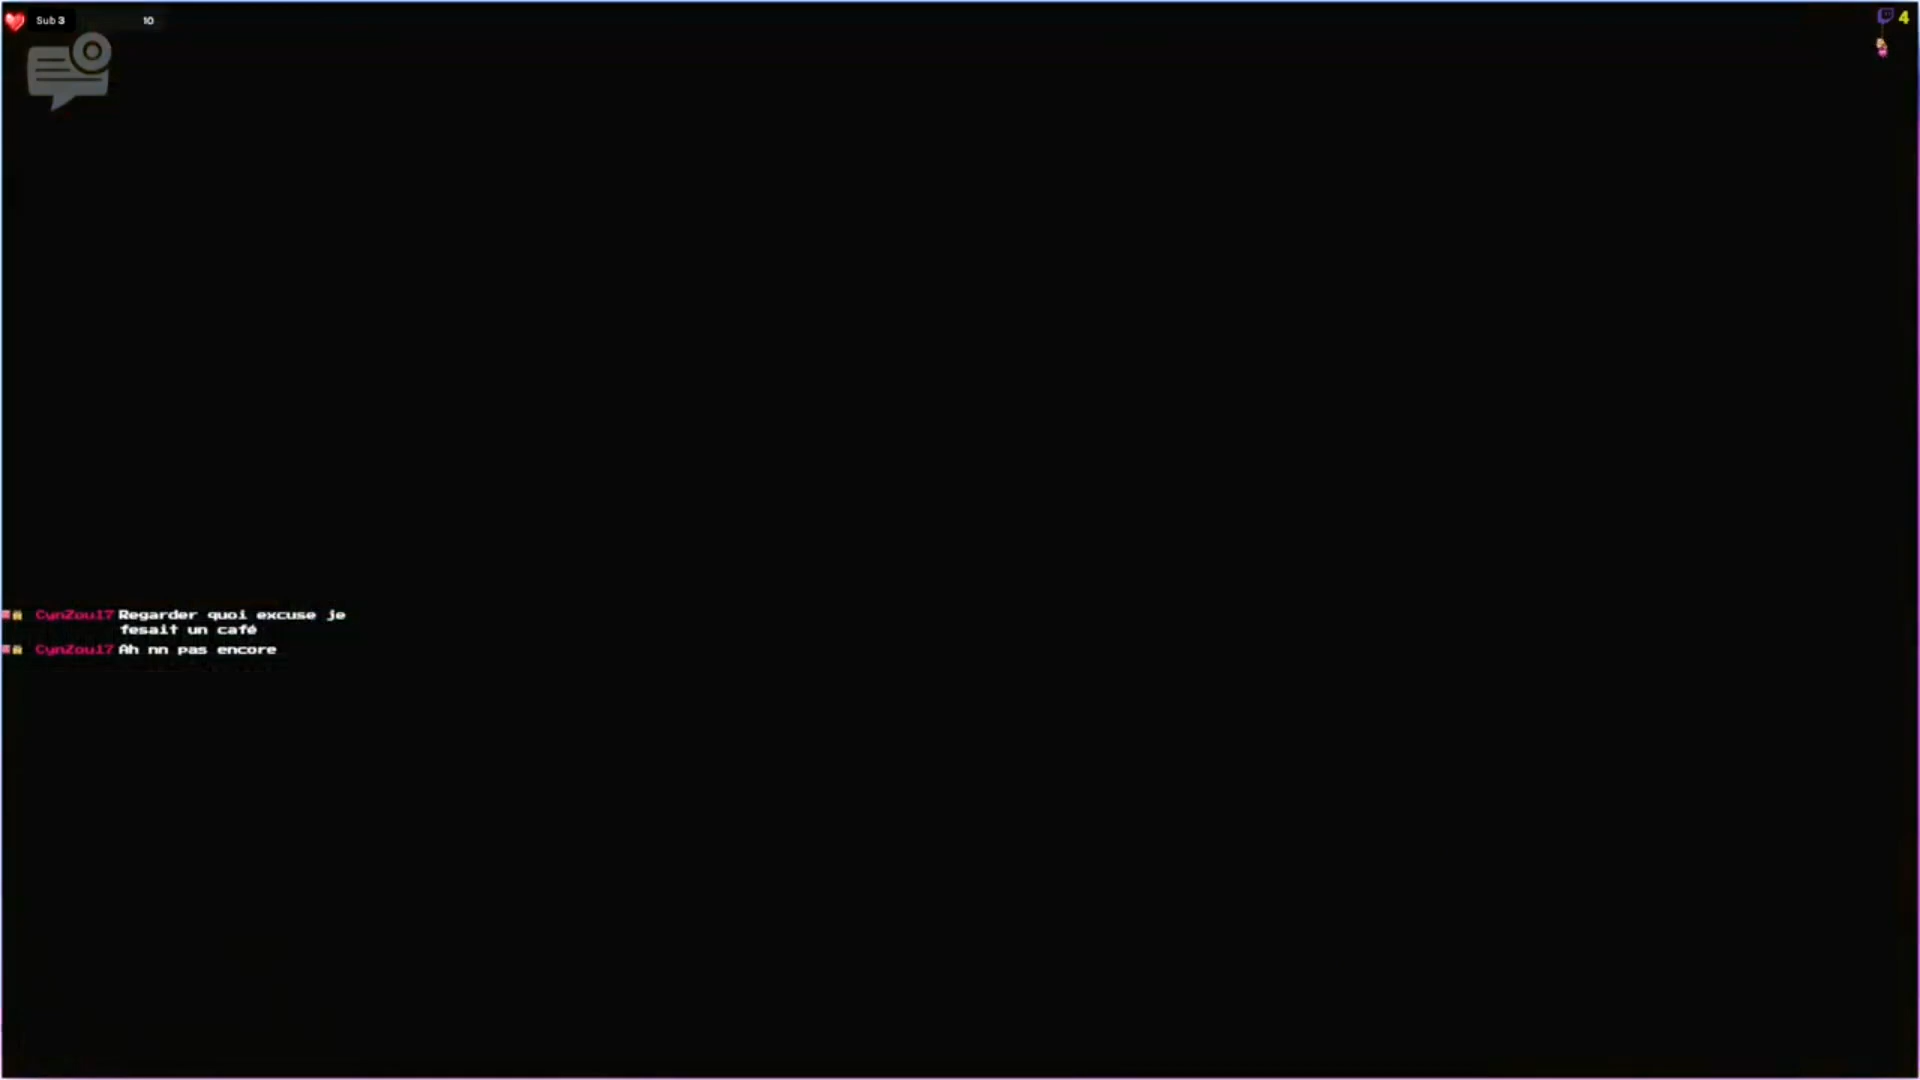 Sub 3 10
4
CynZou17 Regarder quoi excuse je
fesait un café
CynZou17 Ah nn pas encore